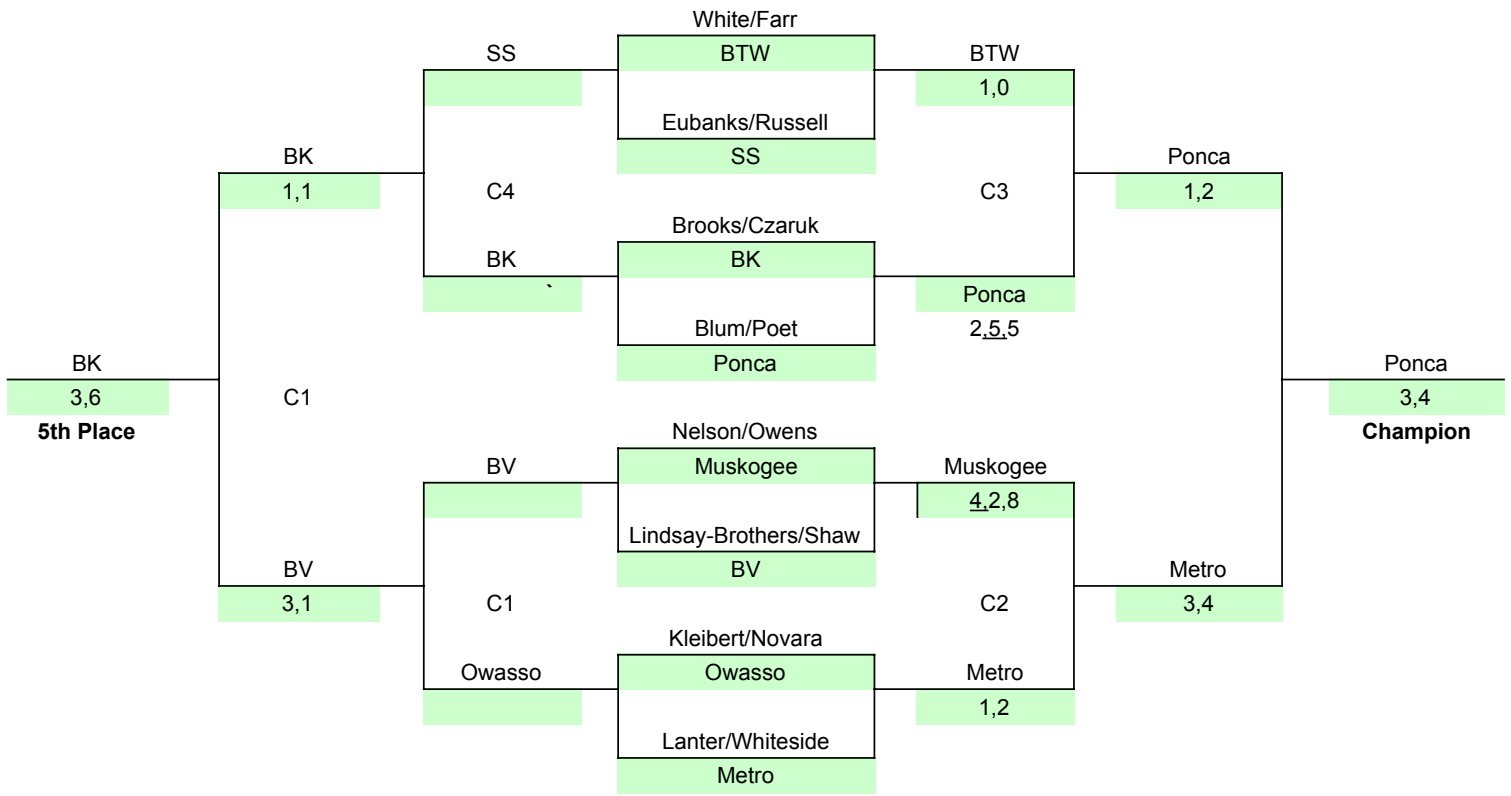 White/Farr
SS BTW BTW
1,0
Eubanks/Russell
BK SS Ponca
1,1 C4 C3 1,2
Brooks/Czaruk
BK BK
` Ponca
Blum/Poet 2,5,5
BK Ponca Ponca
3,6 C1 3,4
5th Place Champion
Nelson/Owens
BV Muskogee Muskogee
4,2,8
Lindsay-Brothers/Shaw
BV BV Metro
3,1 C1 C2 3,4
Kleibert/Novara
Owasso Owasso Metro
1,2
Lanter/Whiteside
Metro